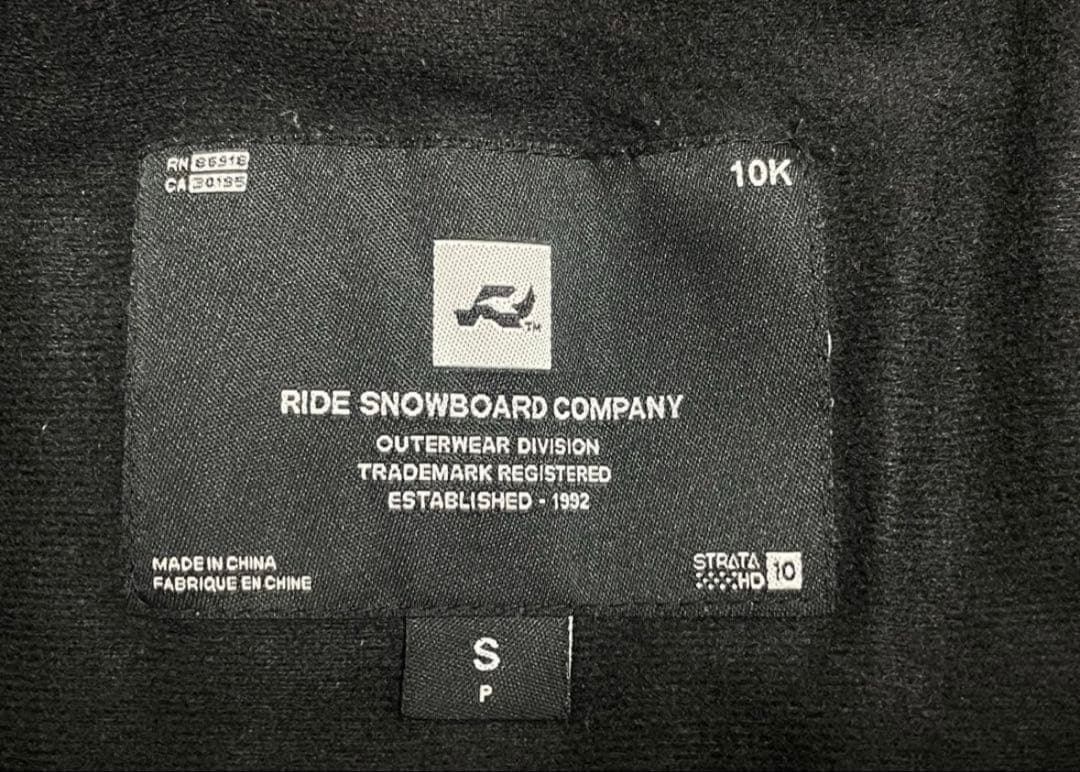 RN 86918
CA 30195
10K
TM
RIDE SNOWBOARD COMPANY
OUTERWEAR DIVISION
TRADEMARK REGISTERED
ESTABLISHED - 1992
MADE IN CHINA
FABRIQUE EN CHINE
STRATA
HD 10
S
P